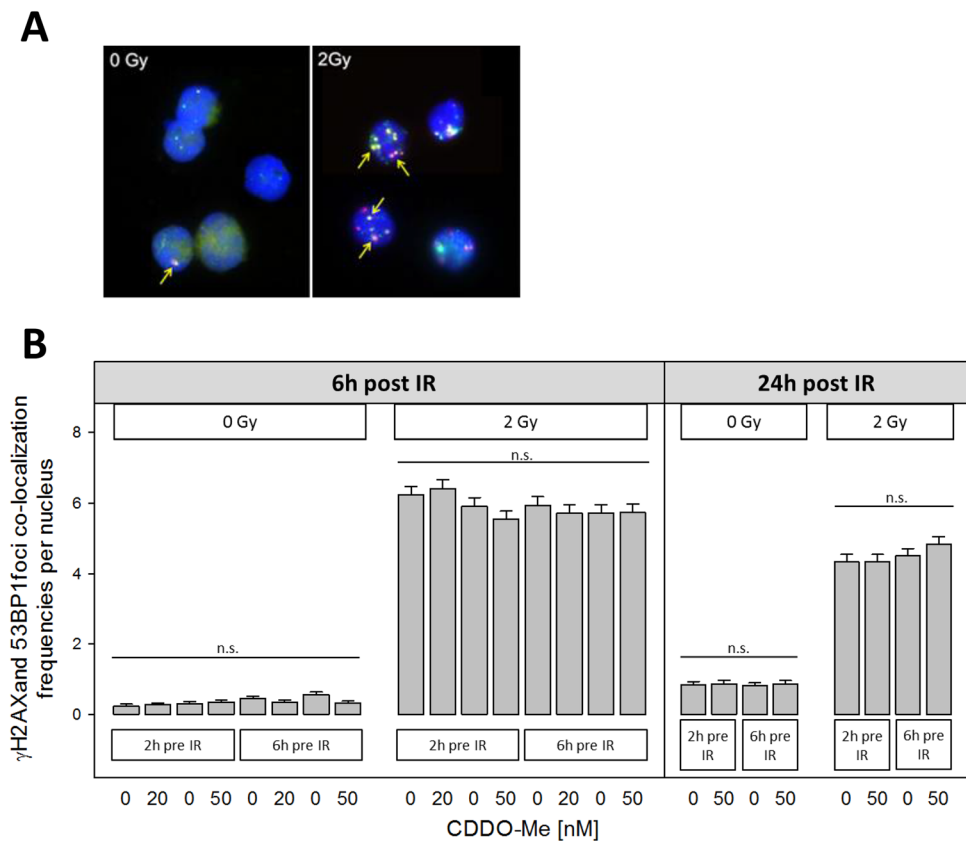 A
0 Gy
2Gy
B
6h post IR
24h post IR
0 Gy
2 Gy
0 Gy
2 Gy
γH2AXand 53BP1foci co-localization
frequencies per nucleus
8
6
4
2
0
n.s.
n.s.
n.s.
n.s.
2h pre IR
6h pre IR
2h pre IR
6h pre IR
2h pre
IR
6h pre
IR
2h pre
IR
6h pre
IR
0 20 0 50 0 20 0 50 0 20 0 50 0 20 0 50 0 50 0 50 0 50 0 50
CDDO-Me [nM]